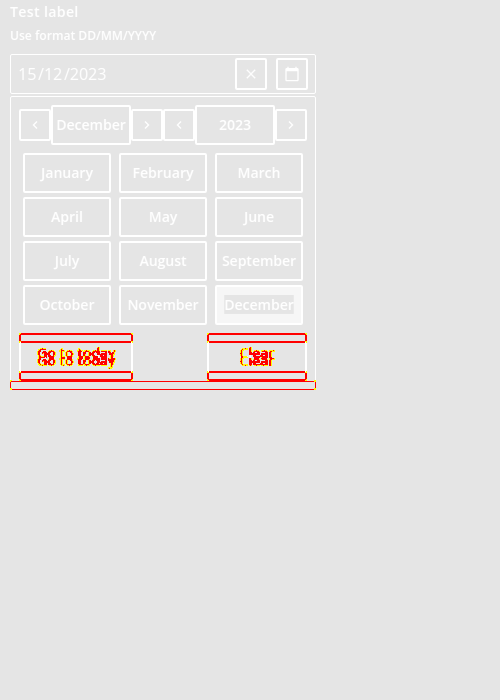 Test label
Use format DD/MM/YYYY
15/12/2023
December 2023
January February March
April May June
July August September
October November December
Go to today Clear